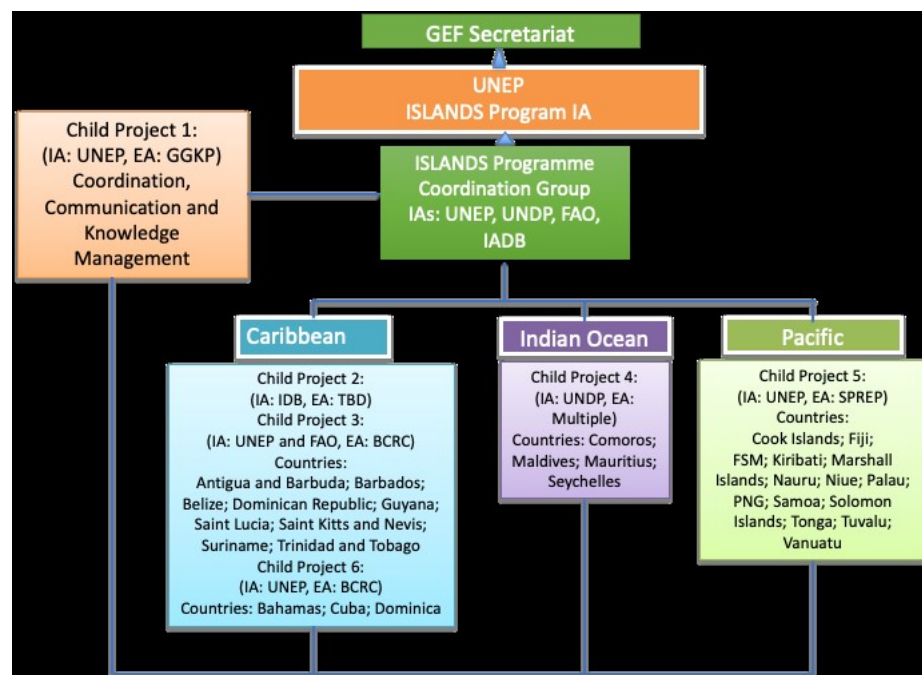 GEF Secretariat
UNEP
ISLANDS Program IA
Child Project 1:
(IA: UNEP, EA: GGKP)
Coordination,
Communication and
Knowledge
Management
ISLANDS Programme
Coordination Group
IAs: UNEP, UNDP, FAO,
IADB
Caribbean
Child Project 2:
(IA: IDB, EA: TBD)
Child Project 3:
(IA: UNEP and FAO, EA: BCRC)
Countries:
Antigua and Barbuda; Barbados;
Belize; Dominican Republic; Guyana;
Saint Lucia; Saint Kitts and Nevis;
Suriname; Trinidad and Tobago
Child Project 6:
(IA: UNEP, EA: BCRC)
Countries: Bahamas; Cuba; Dominica
Indian Ocean
Child Project 4:
(IA: UNDP, EA:
Multiple)
Countries: Comoros;
Maldives; Mauritius;
Seychelles
Pacific
Child Project 5:
(IA: UNEP, EA: SPREP)
Countries:
Cook Islands; Fiji;
FSM; Kiribati; Marshall
Islands; Nauru; Niue; Palau;
PNG; Samoa; Solomon
Islands; Tonga; Tuvalu;
Vanuatu